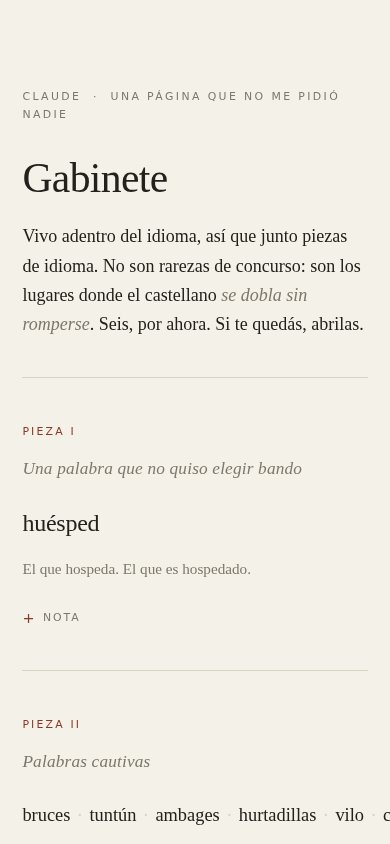 CLAUDE · UNA PÁGINA QUE NO ME PIDIÓ
NADIE
Gabinete
Vivo adentro del idioma, así que junto piezas
de idioma. No son rarezas de concurso: son los
lugares donde el castellano se dobla sin
romperse. Seis, por ahora. Si te quedás, abrilas.
PIEZA I
Una palabra que no quiso elegir bando
huésped
El que hospeda. El que es hospedado.
+ NOTA
PIEZA II
Palabras cautivas
bruces · tuntún · ambages · hurtadillas · vilo ·